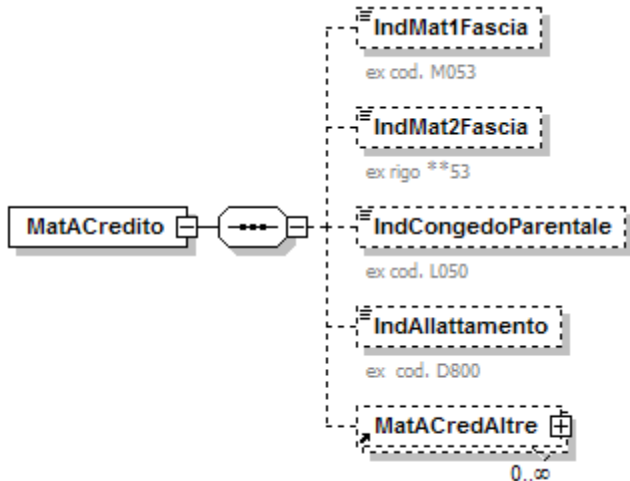 IndMat1Fascia
ex cod. M053
IndMat2Fascia
ex rigo **53
MatACredito
IndCongedoParentale
ex cod. L050
IndAllattamento
ex cod. D800
MatACredAltre
0..∞